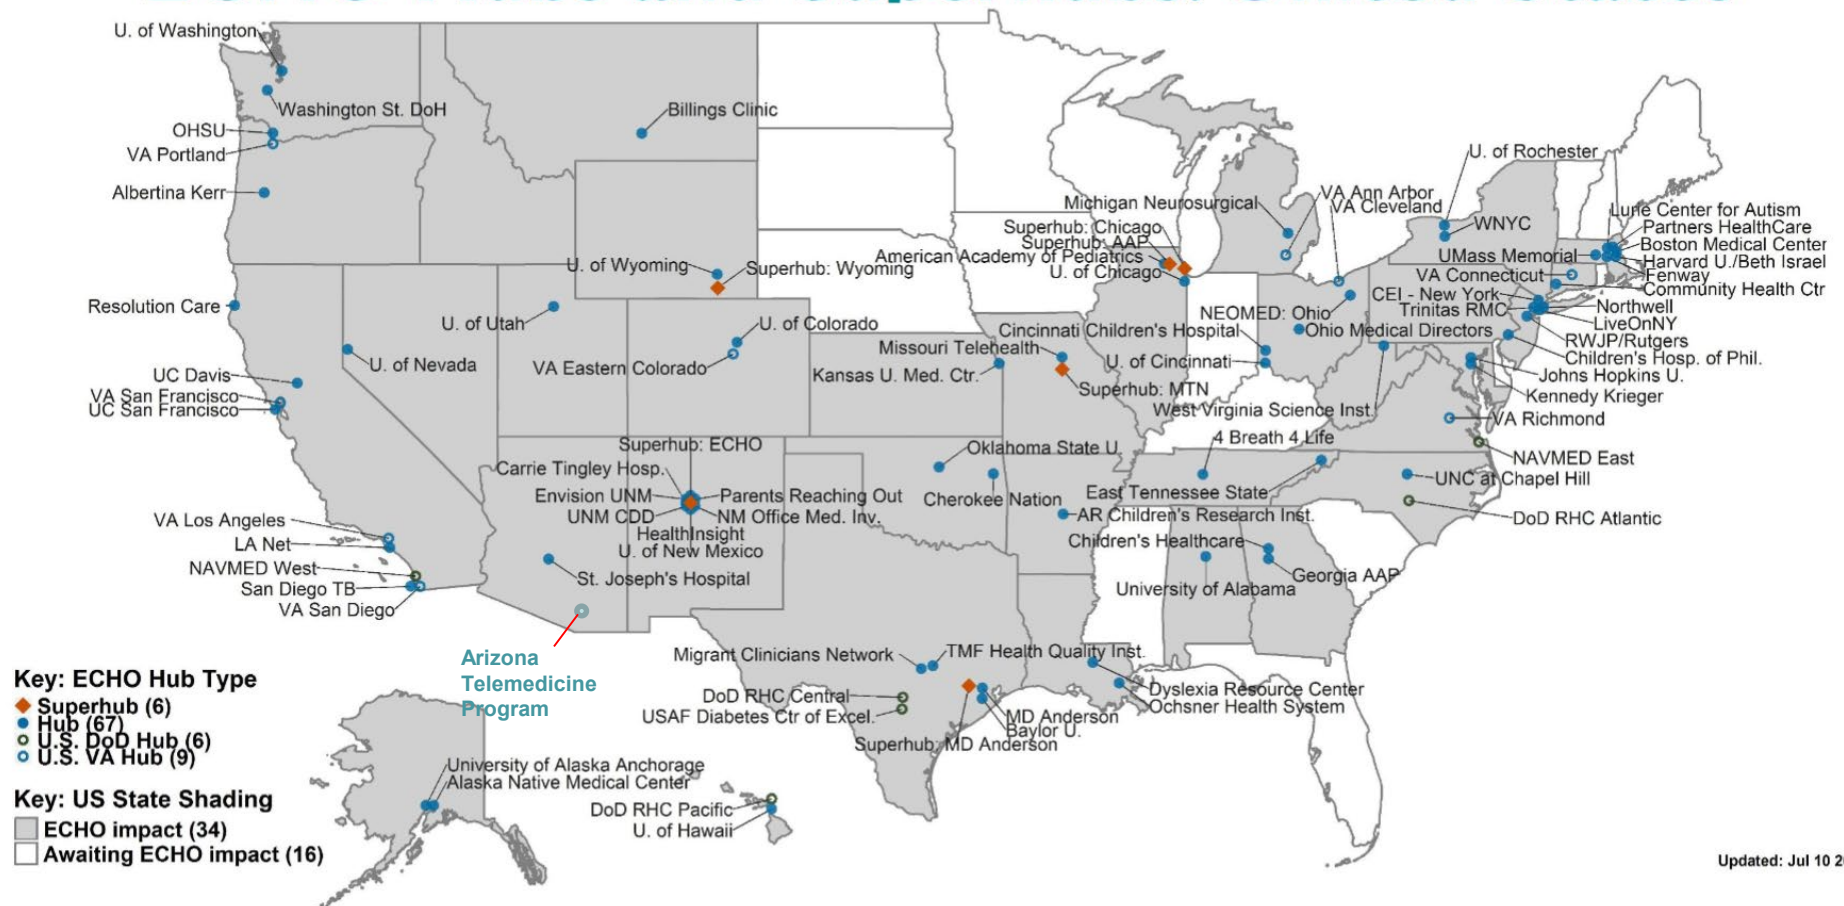 U. of Washington
Washington St. DoH
OHSU
VA Portland
Albertina Kerr
Billings Clinic
U. of Wyoming
Superhub: Wyoming
Resolution Care
U. of Utah
U. of Nevada
U. of Colorado
VA Eastern Colorado
UC Davis
VA San Francisco
UC San Francisco
Superhub: ECHO
Carrie Tingley Hosp.
Envision UNM
Parents Reaching Out
UNM CDD
NM Office Med. Inv.
HealthInsight
U. of New Mexico
St. Joseph's Hospital
VA Los Angeles
LA Net
NAVMED West
San Diego TB
VA San Diego
Arizona
Telemedicine
Program
Michigan Neurosurgical
VA Ann Arbor
VA Cleveland
Superhub: Chicago
Superhub: AAP
American Academy of Pediatrics
U. of Chicago
Cincinnati Children's Hospital
NEOMED: Ohio
Ohio Medical Directors
U. of Cincinnati
Missouri Telehealth
Kansas U. Med. Ctr.
Superhub: MTN
West Virginia Science Inst.
4 Breath 4 Life
East Tennessee State
Oklahoma State U.
Cherokee Nation
AR Children's Research Inst.
Children's Healthcare
Georgia AAP
University of Alabama
U. of Rochester
WNYC
Lurie Center for Autism
Partners HealthCare
Boston Medical Center
UMass Memorial
Harvard U./Beth Israel
VA Connecticut
Fenway
Community Health Ctr
CEI - New York
Northwell
Trinitas RMC
LiveOnNY
RWJP/Rutgers
Children's Hosp. of Phil.
Johns Hopkins U.
Kennedy Krieger
VA Richmond
NAVMED East
UNC at Chapel Hill
DoD RHC Atlantic
Migrant Clinicians Network
TMF Health Quality Inst.
DoD RHC Central
USAF Diabetes Ctr of Excel.
Superhub: MD Anderson
MD Anderson
Baylor U.
Dyslexia Resource Center
Ochsner Health System
University of Alaska Anchorage
Alaska Native Medical Center
DoD RHC Pacific
U. of Hawaii
Key: ECHO Hub Type
Superhub (6)
Hub (67)
U.S. DoD Hub (6)
U.S. VA Hub (9)
Key: US State Shading
ECHO impact (34)
Awaiting ECHO impact (16)
Updated: Jul 10